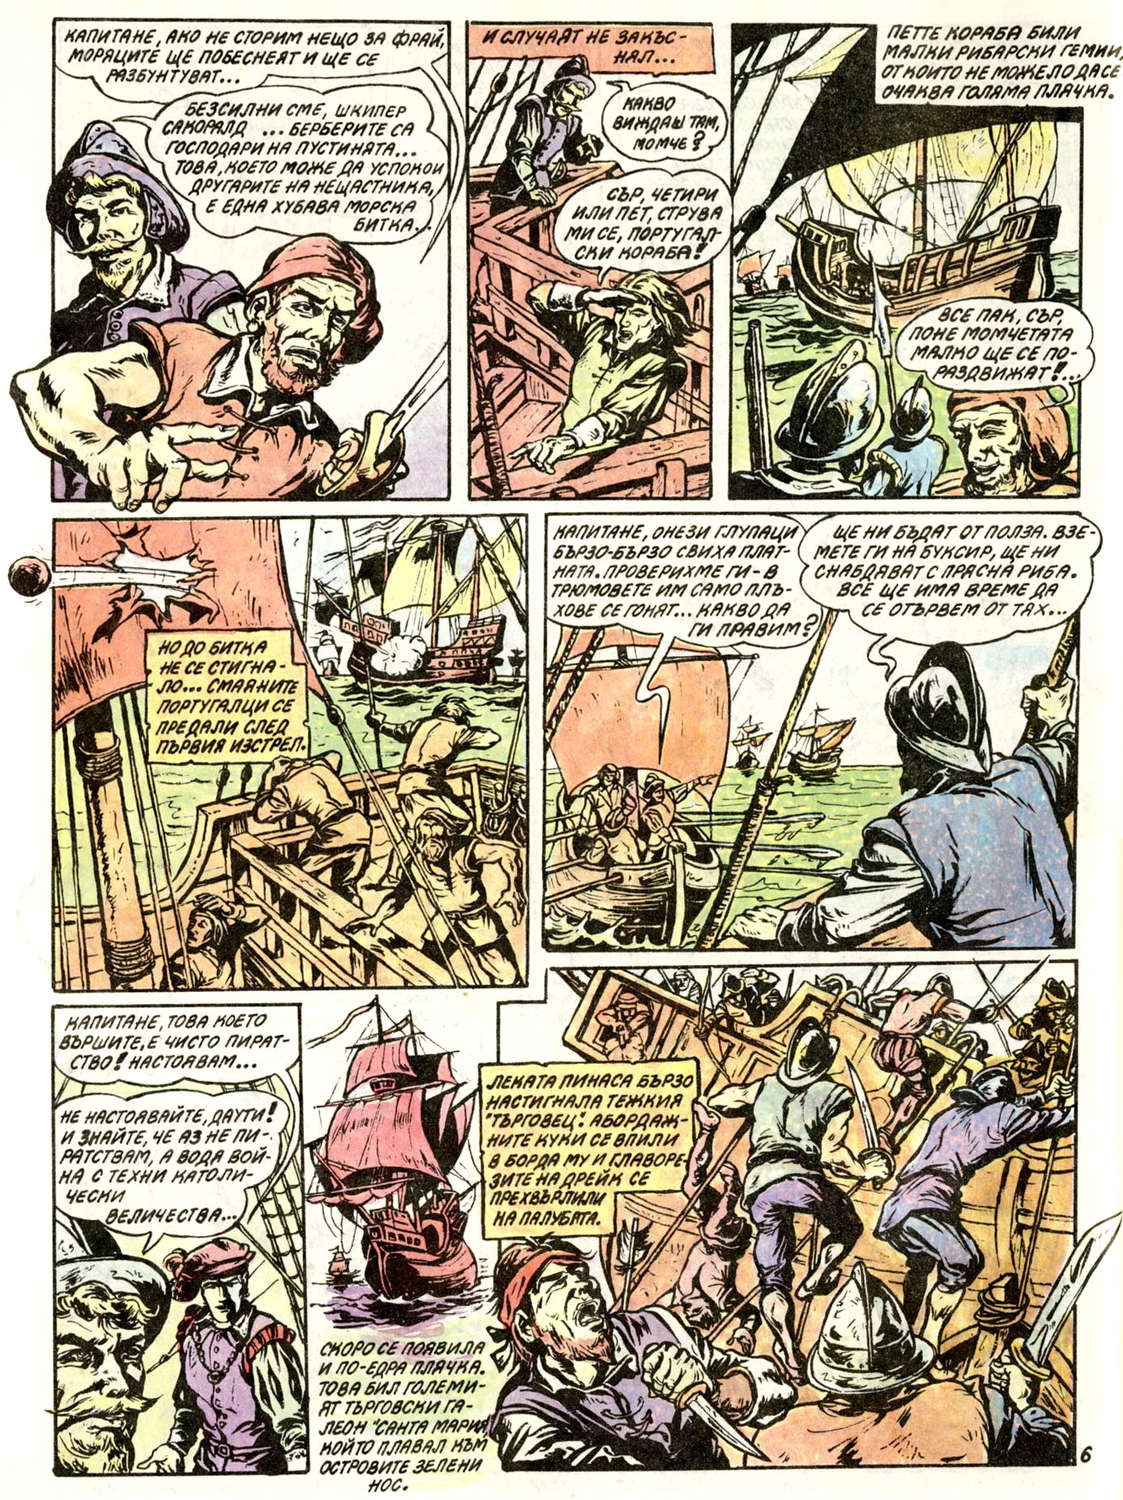 КАПИТАНЕ, АКО НЕ СТОРИМ НЕЩО ЗА ФРАЙ,
МОРЯЦИТЕ ЩЕ ПОБЕСНЕЯТ И ЩЕ СЕ
РАЗБУНТУВАТ...
БЕЗСИЛНИ СМЕ, ШКИПЕР
САКОРАЛД ... БЕРБЕРИТЕ СА
ГОСПОДАРИ НА ПУСТИНЯТА...
ТОВА, КОЕТО МОЖЕ ДА УСПОКОИ
ДРУГАРИТЕ НА НЕЩАСТНИКА,
Е ЕДНА ХУБАВА МОРСКА
БИТКА...
И СЛУЧАЯТ НЕ ЗАКЪС-
НЯЛ...
КАКВО
ВИЖДАШ ТАМ,
МОМЧЕ?
СЪР, ЧЕТИРИ
ИЛИ ПЕТ, СТРУВА
МИ СЕ, ПОРТУГАЛ-
СКИ КОРАБА!
ПЕТТЕ КОРАБА БИЛИ
МАЛКИ РИБАРСКИ ГЕМИИ,
ОТ КОИТО НЕ МОЖЕЛО ДА СЕ
ОЧАКВА ГОЛЯМА ПЛЯЧКА.
ВСЕ ПАК, СЪР,
ПОНЕ МОМЧЕТАТА
МАЛКО ЩЕ СЕ ПО-
РАЗДВИЖАТ!...
НО ДО БИТКА
НЕ СЕ СТИГНА-
ЛО... СМАЯНИТЕ
ПОРТУГАЛЦИ СЕ
ПРЕДАЛИ СЛЕД
ПЪРВИЯ ИЗСТРЕЛ.
КАПИТАНЕ, ОНЕЗИ ГЛУПАЦИ
БЪРЗО-БЪРЗО СВИХА ПЛАТ-
НАТА. ПРОВЕРИХМЕ ГИ - В
ТРЮМОВЕТЕ ИМ САМО ПЛЪ-
ХОВЕ СЕ ГОНЯТ... КАКВО ДА
ГИ ПРАВИМ?
ЩЕ НИ БЪДАТ ОТ ПОЛЗА. ВЗЕ-
МЕТЕ ГИ НА БУКСИР, ЩЕ НИ
СНАБДЯВАТ С ПРЯСНА РИБА.
ВСЕ ЩЕ ИМА ВРЕМЕ ДА
СЕ ОТЪРВЕМ ОТ ТЯХ...
КАПИТАНЕ, ТОВА КОЕТО
ВЪРШИТЕ, Е ЧИСТО ПИРАТ-
СТВО! НАСТОЯВАМ...
НЕ НАСТОЯВАЙТЕ, ДАУТИ!
И ЗНАЙТЕ, ЧЕ АЗ НЕ ПИ-
РАТСТВАМ, А ВОДЯ ВОЙ-
НА С ТЕХНИ КАТОЛИ-
ЧЕСКИ
ВЕЛИЧЕСТВА...
СКОРО СЕ ПОЯВИЛА
И ПО-ЕДРА ПЛЯЧКА.
ТОВА БИЛ ГОЛЕМИ-
ЯТ ТЪРГОВСКИ ГА-
ЛЕОН "САНТА МАРИЯ",
КОЙТО ПЛАВАЛ КЪМ
ОСТРОВИТЕ ЗЕЛЕНИ
НОС.
ЛЕКАТА ПИНАСА БЪРЗО
НАСТИГНАЛА ТЕЖКИЯ
"ТЪРГОВЕЦ". АБОРДАЖ-
НИТЕ КУКИ СЕ ВПИЛИ
В БОРДА МУ И ГЛАВОРЕ-
ЗИТЕ НА ДРЕЙК СЕ
ПРЕХВЪРЛИЛИ
НА ПАЛУБАТА.
6